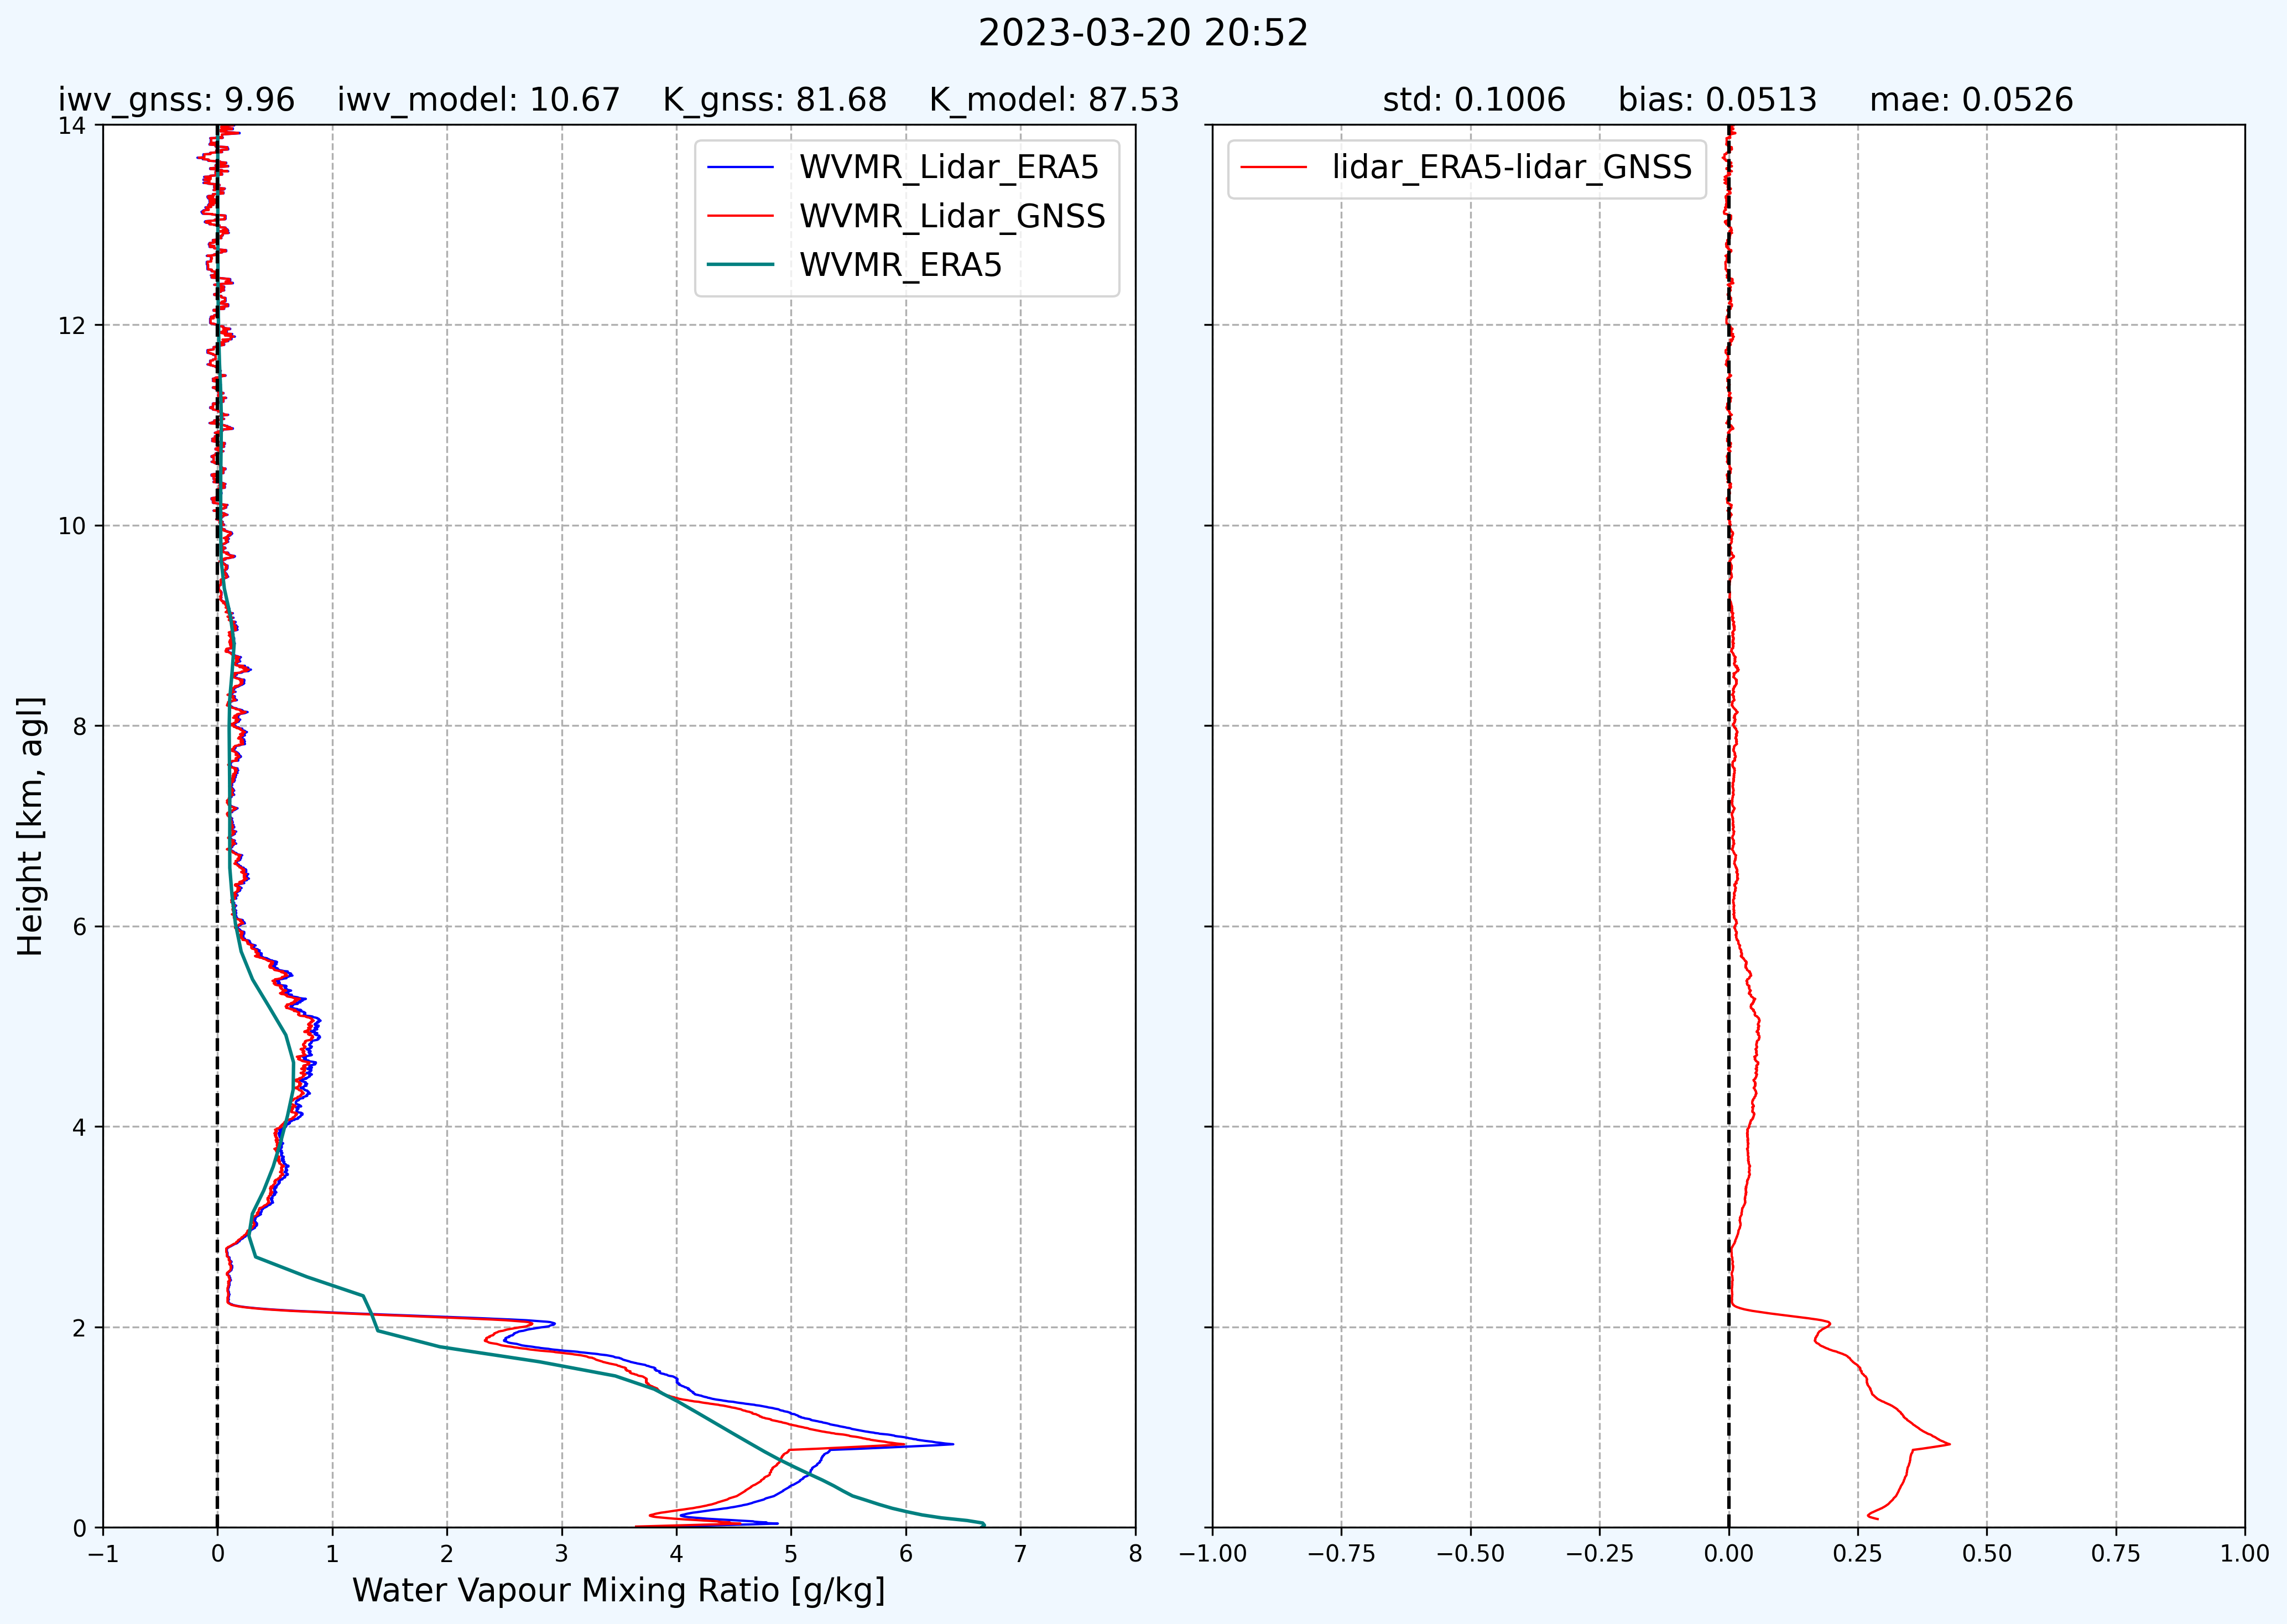 2023-03-20 20:52
iwv_gnss: 9.96 iwv_model: 10.67 K_gnss: 81.68 K_model: 87.53
std: 0.1006 bias: 0.0513 mae: 0.0526
WVMR_Lidar_ERA5
WVMR_Lidar_GNSS
WVMR_ERA5
lidar_ERA5-lidar_GNSS
Height [km, agl]
14
12
10
8
6
4
2
0
−1 0 1 2 3 4 5 6 7 8
Water Vapour Mixing Ratio [g/kg]
−1.00 −0.75 −0.50 −0.25 0.00 0.25 0.50 0.75 1.00